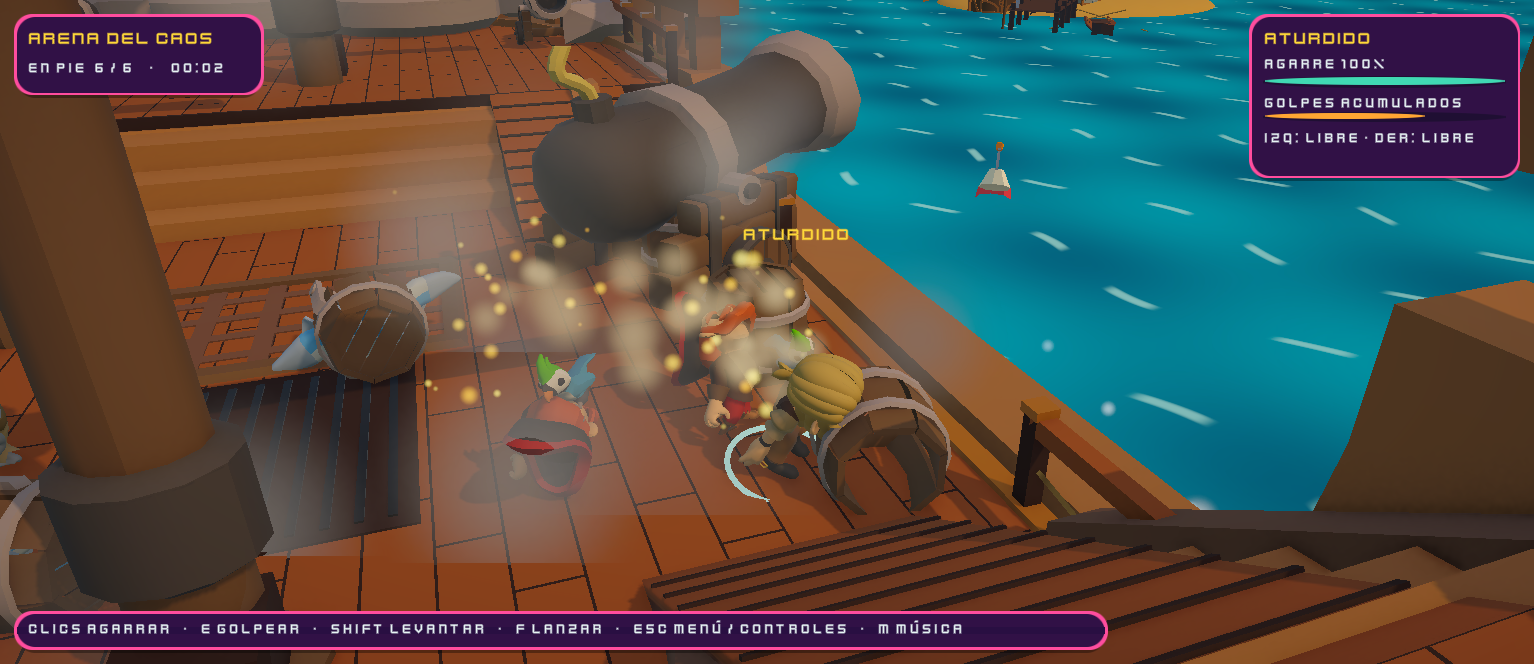 ARENA DEL CAOS
EN PIE 6 / 6 · 00:02
ATURDIDO
AGARRE 100%
GOLPES ACUMULADOS
IZQ: LIBRE · DER: LIBRE
ATURDIDO
CLICS AGARRAR · E GOLPEAR · SHIFT LEVANTAR · F LANZAR · ESC MENÚ / CONTROLES · M MÚSICA